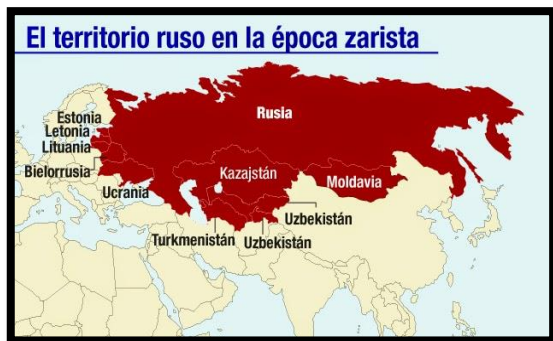 El territorio ruso en la época zarista
Rusia
Estonia
Letonia
Lituania
Bielorrusia
Ucrania
Kazajstán
Moldavia
Uzbekistán
Turkmenistán
Uzbekistán